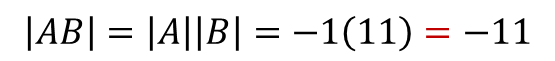 |AB| = |A||B| = −1(11) = −11